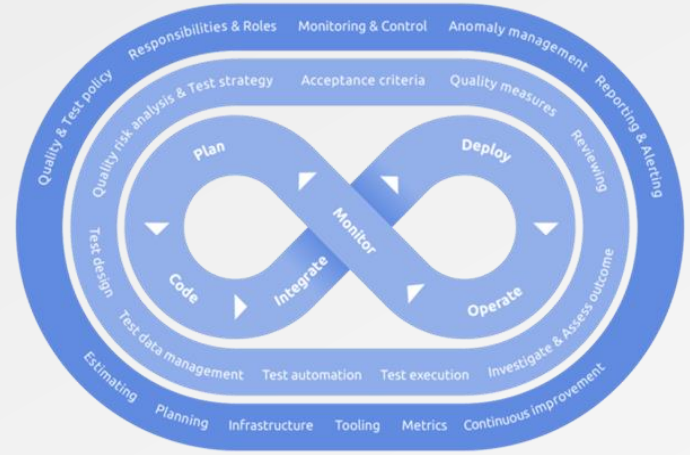 Quality & Test policy
Responsibilities & Roles
Monitoring & Control
Anomaly management
Reporting & Alerting
Quality risk analysis & Test strategy
Acceptance criteria
Quality measures
Reviewing
Plan
Deploy
Monitor
Code
Integrate
Operate
Test design
Test data management
Test automation
Test execution
Investigate & Assess outcome
Estimating
Planning
Infrastructure
Tooling
Metrics
Continuous improvement